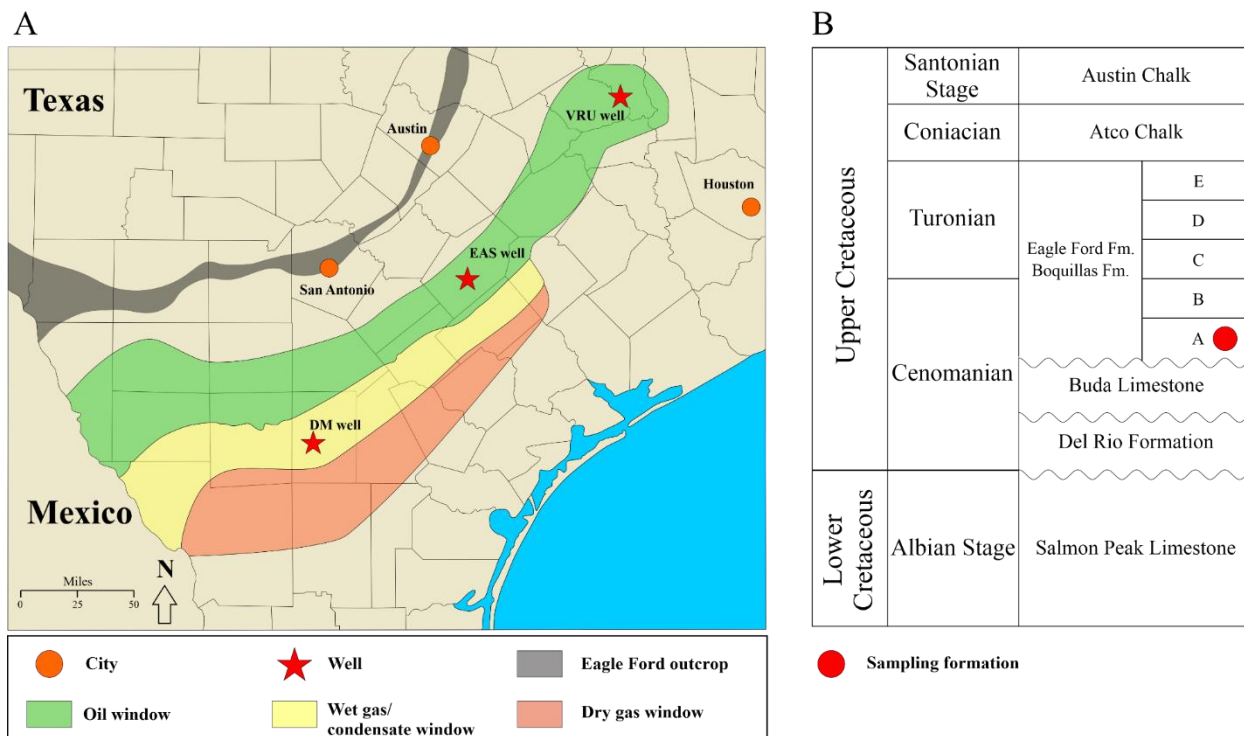 A
Texas
Austin
VRU well
Houston
EAS well
San Antonio
DM well
Mexico
Miles
0 25 50
N
City
Well
Eagle Ford outcrop
Oil window
Wet gas/
condensate window
Dry gas window
B
Upper Cretaceous
Lower
Cretaceous
Santonian
Stage
Austin Chalk
Coniacian
Atco Chalk
Turonian
Eagle Ford Fm.
Boquillas Fm.
E
D
C
B
A
Cenomanian
Buda Limestone
Del Rio Formation
Albian Stage
Salmon Peak Limestone
Sampling formation